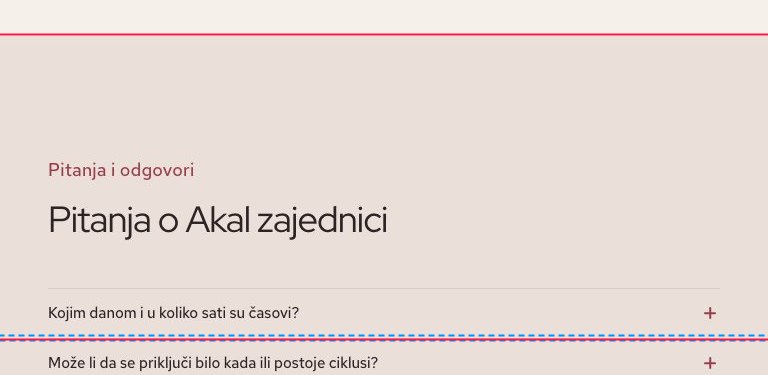 Pitanja i odgovori
Pitanja o Akal zajednici
Kojim danom i u koliko sati su časovi?
Može li da se priključi bilo kada ili postoje ciklusi?